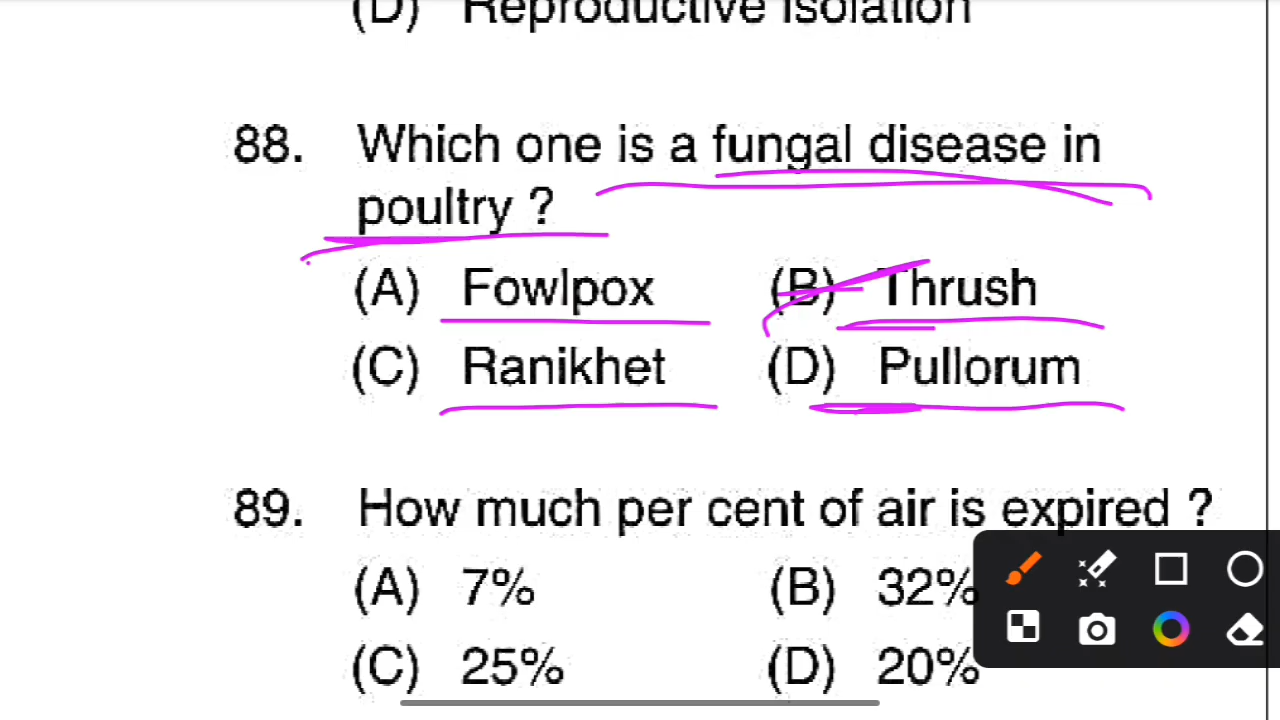 (D) Reproductive Isolation
88. Which one is a fungal disease in
poultry ?
(A) Fowlpox (B) Thrush
(C) Ranikhet (D) Pullorum
89. How much per cent of air is expired ?
(A) 7% (B) 32%
(C) 25% (D) 20%